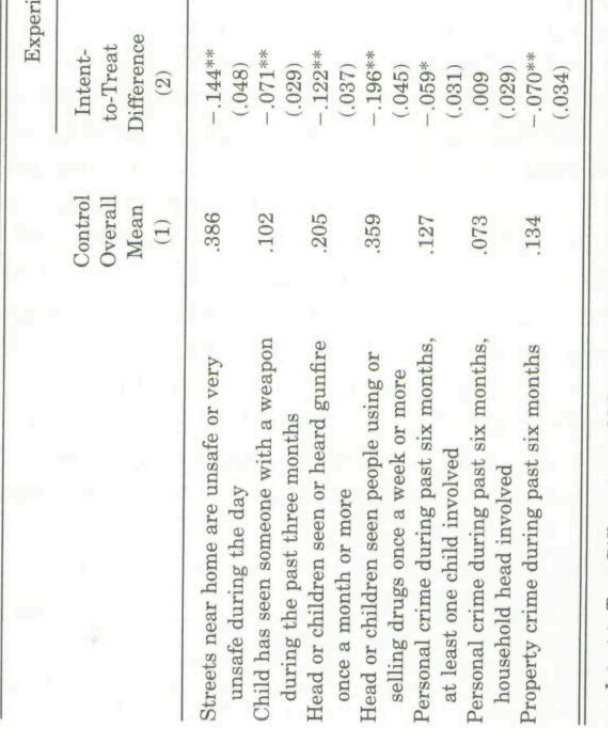 Experi
Control Intent-
Overall to-Treat
Mean Difference
(1) (2)
Streets near home are unsafe or very .386 −.144**
unsafe during the day (.048)
Child has seen someone with a weapon .102 −.071**
during the past three months (.029)
Head or children seen or heard gunfire .205 −.122**
once a month or more (.037)
Head or children seen people using or .359 −.196**
selling drugs once a week or more (.045)
Personal crime during past six months, .127 −.059*
at least one child involved (.031)
Personal crime during past six months, .073 .009
household head involved (.029)
Property crime during past six months .134 −.070**
(.034)